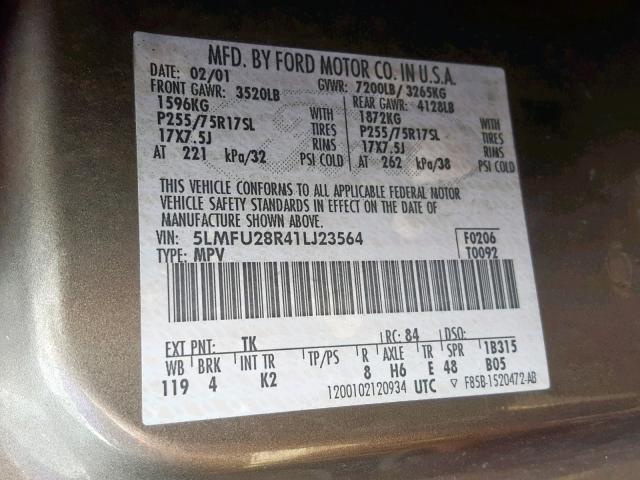 MFD. BY FORD MOTOR CO. IN U.S.A.
DATE: 02/01 GVWR: 7200LB/ 3265KG
FRONT GAWR: 3520LB REAR GAWR: 4128LB
1596KG WITH 1872KG WITH
P255/75R17SL TIRES P255/75R17SL TIRES
17X7.5J RIMS 17X7.5J RIMS
AT 221 kPa/32 PSI COLD AT 262 kPa/38 PSI COLD
THIS VEHICLE CONFORMS TO ALL APPLICABLE FEDERAL MOTOR
VEHICLE SAFETY STANDARDS IN EFFECT ON THE DATE OF
MANUFACTURE SHOWN ABOVE.
VIN: 5LMFU28R41LJ23564 F0206
TYPE: MPV T0092
EXT PNT: TK RC: 84 DSO:
WB BRK INT TR TP/PS R AXLE TR SPR 1B315
119 4 K2 8 H6 E 48 B05
1200102120934 UTC ▽ F85B-1520472-AB